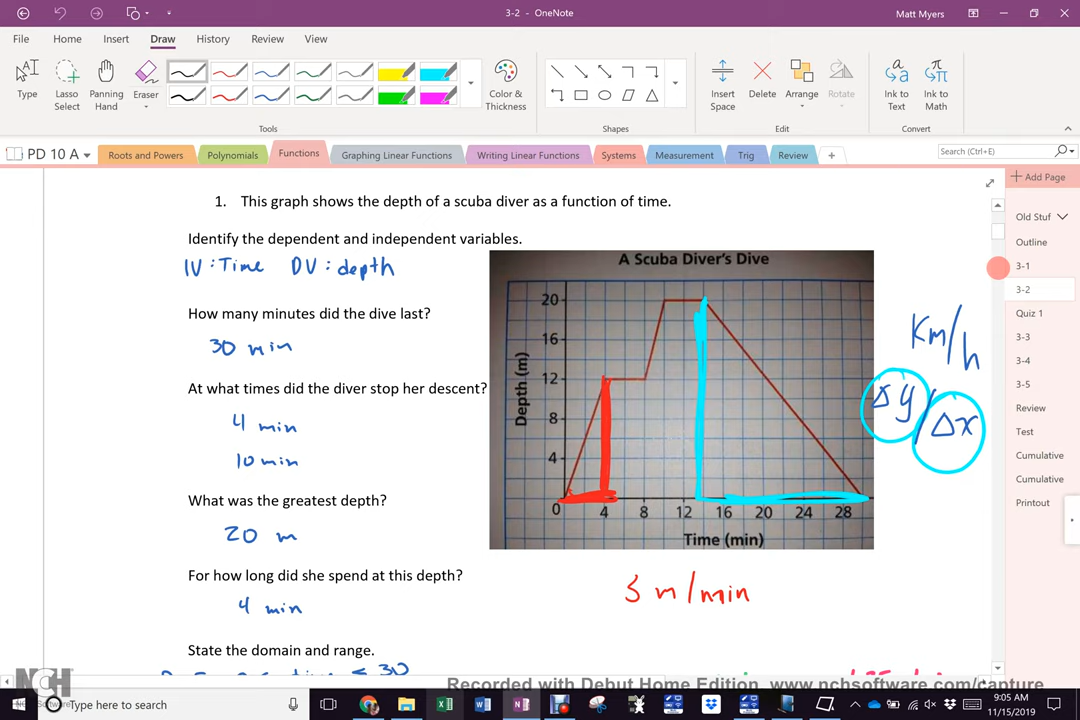 3-2 - OneNote
Matt Myers
File Home Insert Draw History Review View
Type
Lasso Select
Panning Hand
Eraser
Color & Thickness
Insert Space
Delete
Arrange
Rotate
Ink to Text
Ink to Math
Tools Shapes Edit Convert
PD 10 A Roots and Powers Polynomials Functions Graphing Linear Functions Writing Linear Functions Systems Measurement Trig Review
Search (Ctrl+E)
Add Page
Old Stuf
Outline
3-1
3-2
Quiz 1
3-3
3-4
3-5
Review
Test
Cumulative
Cumulative
Printout
1. This graph shows the depth of a scuba diver as a function of time.
Identify the dependent and independent variables.
IV : Time DV : depth
How many minutes did the dive last?
30 min
At what times did the diver stop her descent?
4 min
10 min
What was the greatest depth?
20 m
For how long did she spend at this depth?
4 min
State the domain and range.
A Scuba Diver's Dive
Depth (m)
20
16
12
8
4
0 4 8 12 16 20 24 28
Time (min)
Km/h
Δy/Δx
3 m/min
time ≤ 30
Recorded with Debut Home Edition www.nchsoftware.com/capture
NCH
Type here to search
9:05 AM
11/15/2019